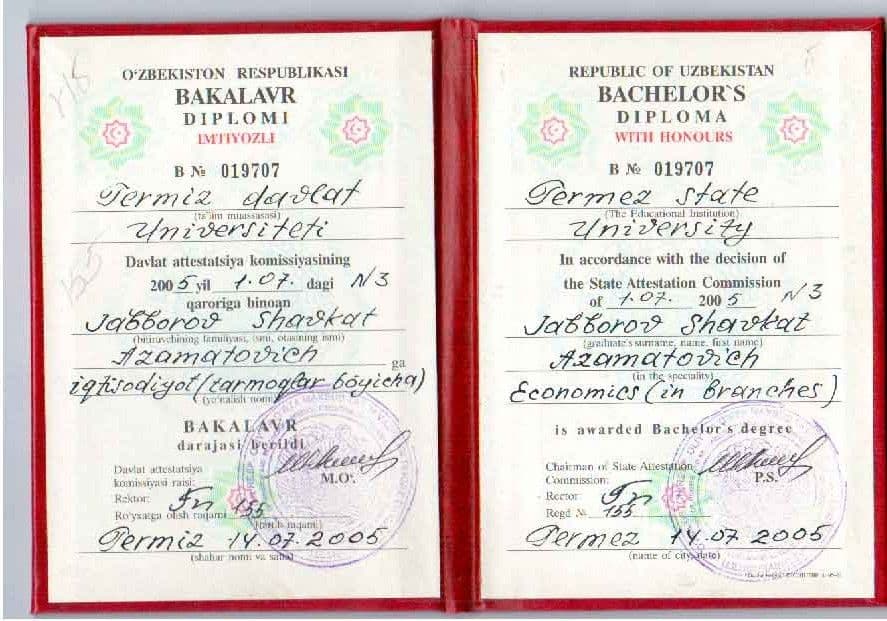 O‘ZBEKISTON RESPUBLIKASI
BAKALAVR
DIPLOMI
IMTIYOZLI
B № 019707
Termiz davlat
(ta'lim muassasasi)
Universiteti
Davlat attestatsiya komissiyasining
2005 yil 1.07. dagi N3
qaroriga binoan
Jabborov Shavkat
(bitiruvchining familiyasi, ismi, otasining ismi)
Azamatovich ga
iqtisodiyot (tarmoqlar bóyicha)
(yo'nalish nomi)
BAKALAVR
darajasi berildi
Davlat attestatsiya
komissiyasi raisi:
M.O‘.
Rektor:
Ro'yxatga olish raqami 155
Termiz 14.07.2005
(shahar nomi va sana)
REPUBLIC OF UZBEKISTAN
BACHELOR`S
DIPLOMA
WITH HONOURS
B № 019707
Termez state
(The Educational Institution)
University
In accordance with the decision of
the State Attestation Commission
of 1.07. 2005 N3
Jabborov Shavkat
(graduate's surname, name, first name)
Azamatovich
(in the speciality)
Economics (in branches)
is awarded Bachelor's degree
Chairman of State Attestation
Commission:
P.S.
Rector:
Regd № 155
Termez 14.07.2005
(name of city, date)